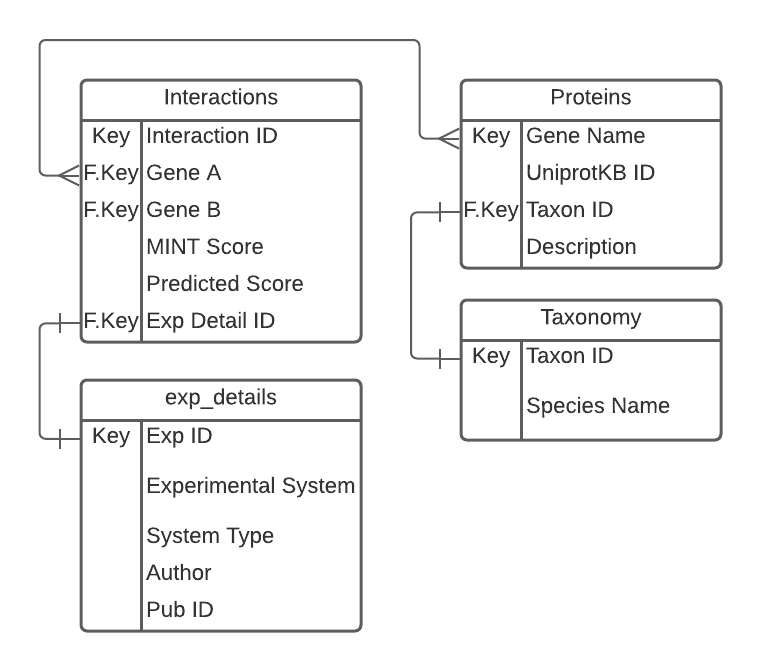 Interactions
Key Interaction ID
F.Key Gene A
F.Key Gene B
MINT Score
Predicted Score
F.Key Exp Detail ID
exp_details
Key Exp ID
Experimental System
System Type
Author
Pub ID
Proteins
Key Gene Name
UniprotKB ID
F.Key Taxon ID
Description
Taxonomy
Key Taxon ID
Species Name